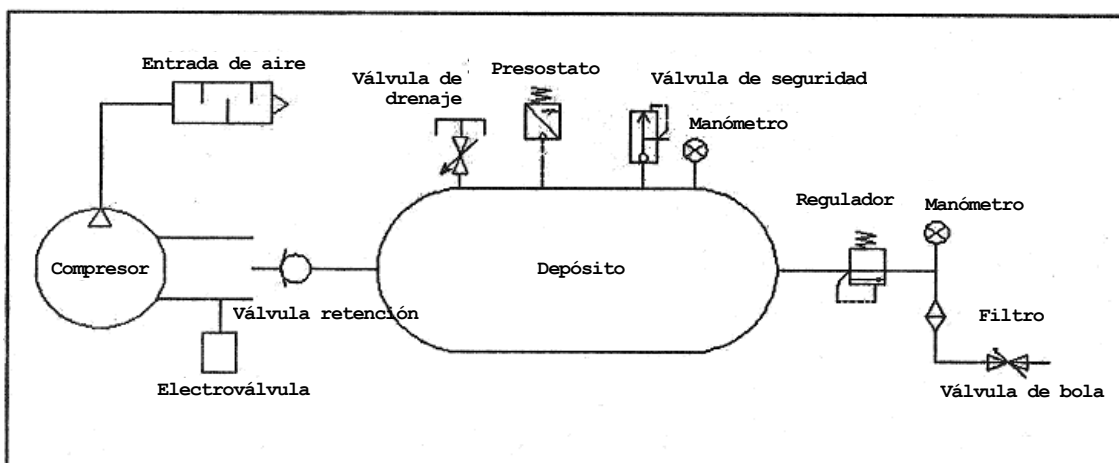 Entrada de aire
Válvula de
drenaje
Presostato
Válvula de seguridad
Manómetro
Regulador
Manómetro
Compresor
Depósito
Válvula retención
Filtro
Electroválvula
Válvula de bola